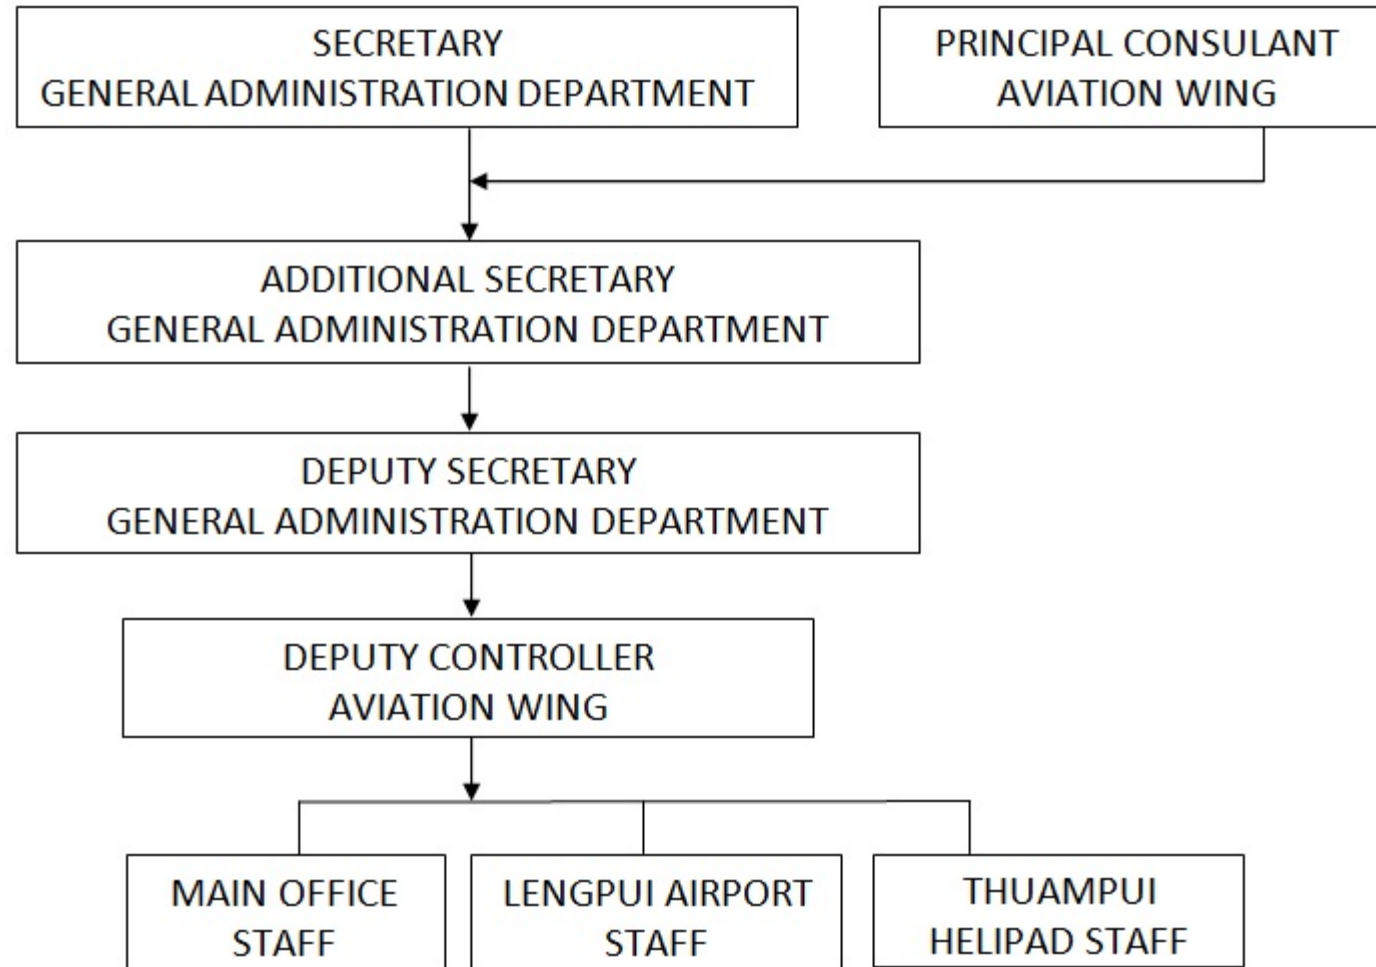 SECRETARY
GENERAL ADMINISTRATION DEPARTMENT
PRINCIPAL CONSULANT
AVIATION WING
ADDITIONAL SECRETARY
GENERAL ADMINISTRATION DEPARTMENT
DEPUTY SECRETARY
GENERAL ADMINISTRATION DEPARTMENT
DEPUTY CONTROLLER
AVIATION WING
MAIN OFFICE
STAFF
LENGPUI AIRPORT
STAFF
THUAMPUI
HELIPAD STAFF